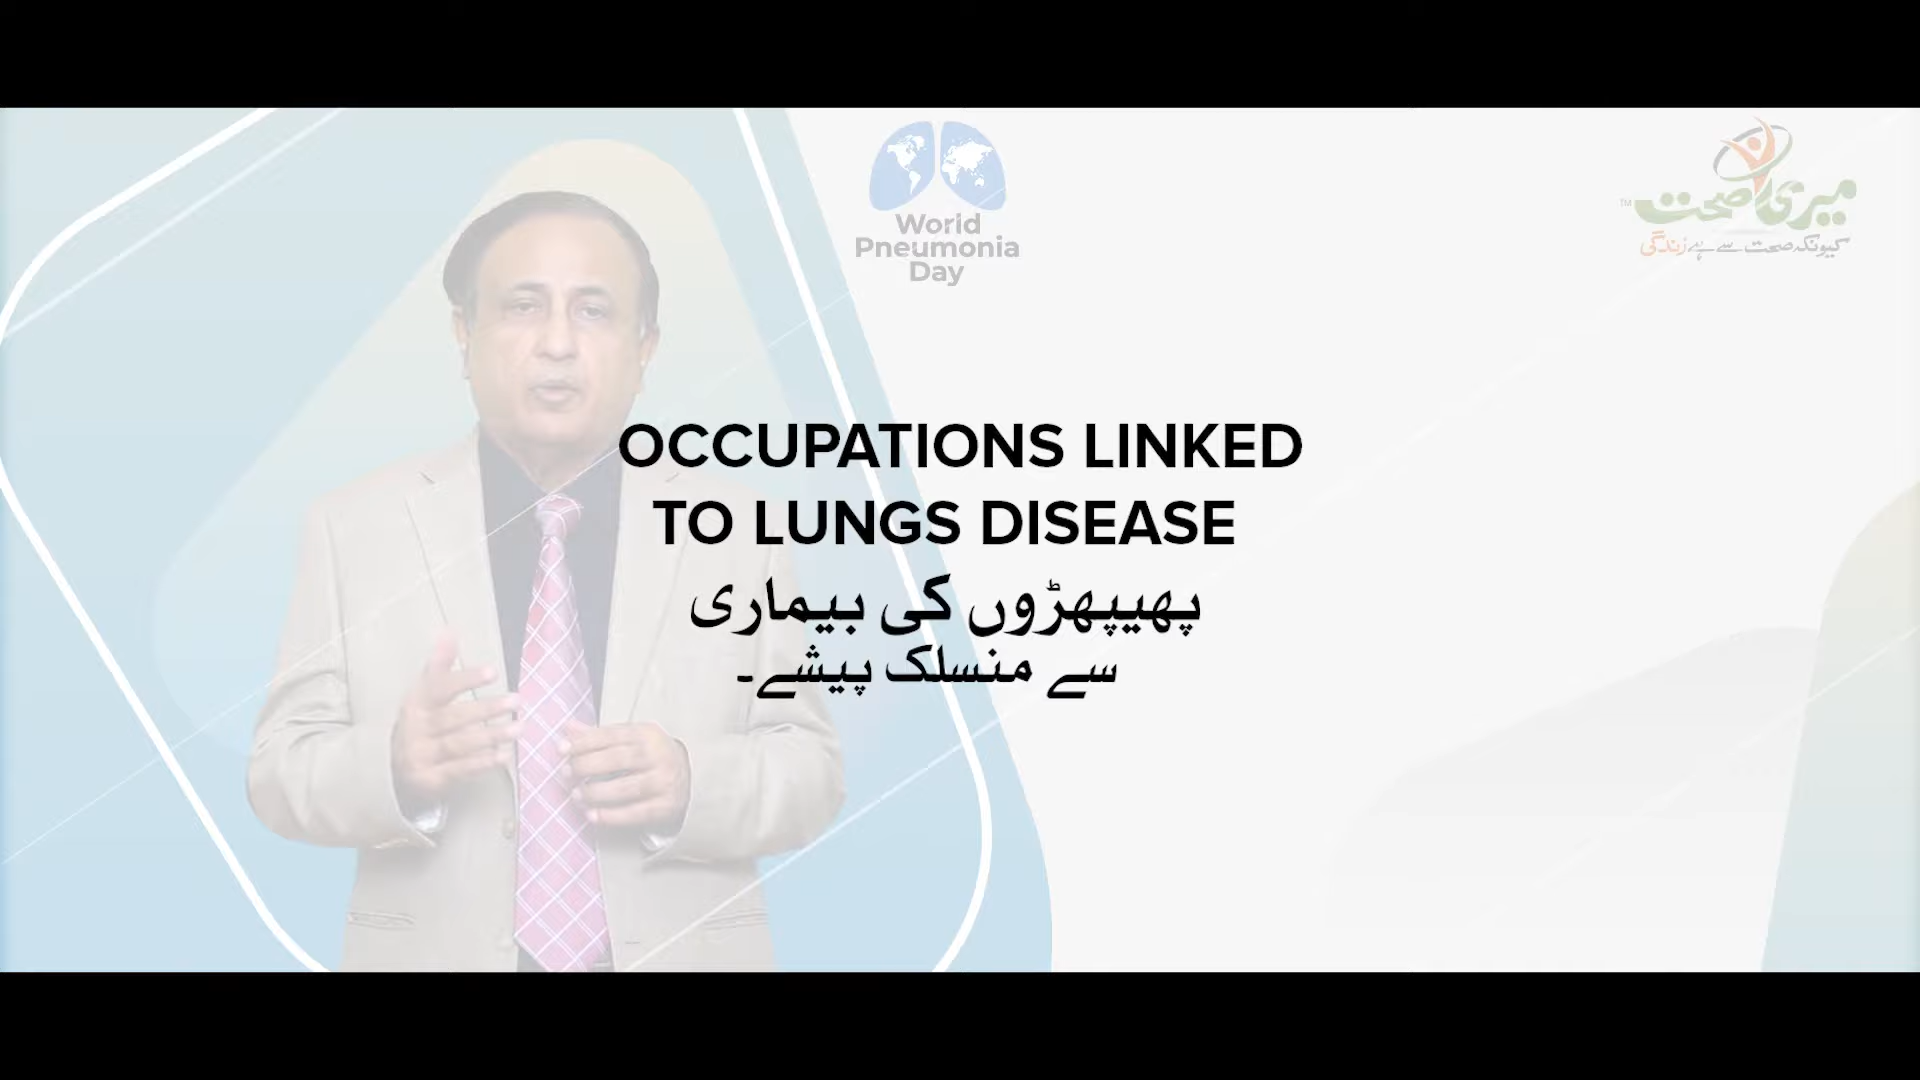 World
Pneumonia
Day
میری صحت
TM
کیونکہ صحت سے ہے زندگی
OCCUPATIONS LINKED
TO LUNGS DISEASE
پھیپھڑوں کی بیماری
سے منسلک پیشے۔